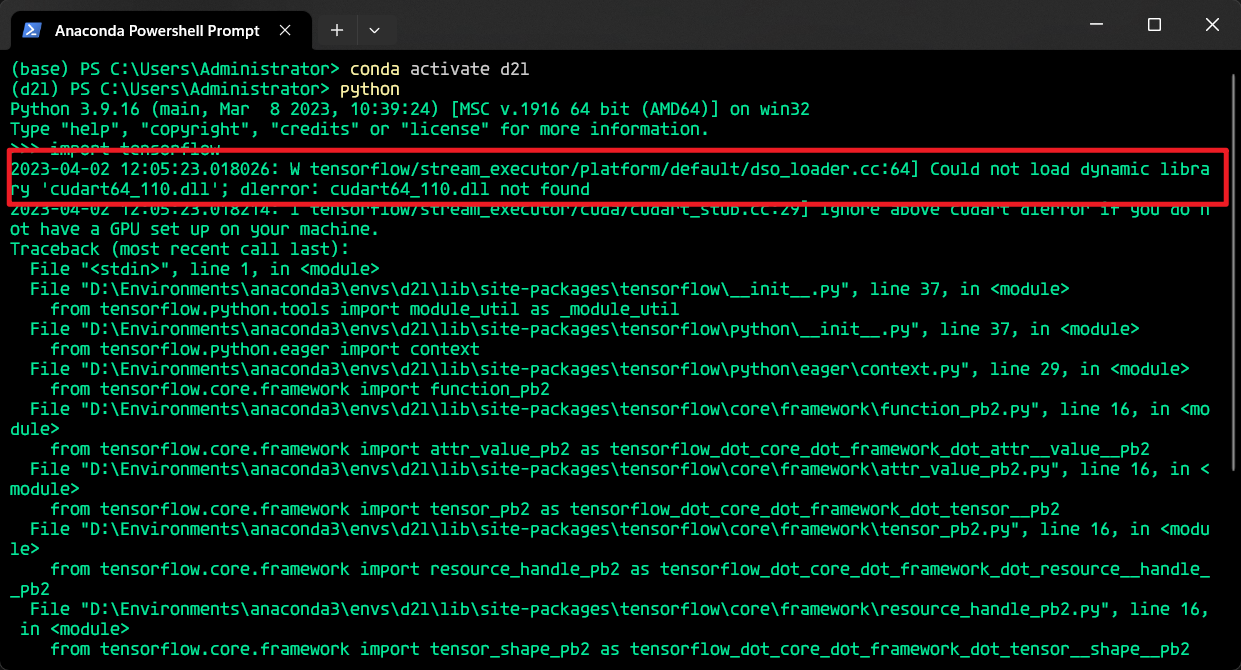 Anaconda Powershell Prompt
(base) PS C:\Users\Administrator> conda activate d2l
(d2l) PS C:\Users\Administrator> python
Python 3.9.16 (main, Mar  8 2023, 10:39:24) [MSC v.1916 64 bit (AMD64)] on win32
Type "help", "copyright", "credits" or "license" for more information.
>>> import tensorflow
2023-04-02 12:05:23.018026: W tensorflow/stream_executor/platform/default/dso_loader.cc:64] Could not load dynamic libra
ry 'cudart64_110.dll'; dlerror: cudart64_110.dll not found
2023-04-02 12:05:23.018214: I tensorflow/stream_executor/cuda/cudart_stub.cc:29] Ignore above cudart dlerror if you do n
ot have a GPU set up on your machine.
Traceback (most recent call last):
  File "<stdin>", line 1, in <module>
  File "D:\Environments\anaconda3\envs\d2l\lib\site-packages\tensorflow\__init__.py", line 37, in <module>
    from tensorflow.python.tools import module_util as _module_util
  File "D:\Environments\anaconda3\envs\d2l\lib\site-packages\tensorflow\python\__init__.py", line 37, in <module>
    from tensorflow.python.eager import context
  File "D:\Environments\anaconda3\envs\d2l\lib\site-packages\tensorflow\python\eager\context.py", line 29, in <module>
    from tensorflow.core.framework import function_pb2
  File "D:\Environments\anaconda3\envs\d2l\lib\site-packages\tensorflow\core\framework\function_pb2.py", line 16, in <mo
dule>
    from tensorflow.core.framework import attr_value_pb2 as tensorflow_dot_core_dot_framework_dot_attr__value__pb2
  File "D:\Environments\anaconda3\envs\d2l\lib\site-packages\tensorflow\core\framework\attr_value_pb2.py", line 16, in <
module>
    from tensorflow.core.framework import tensor_pb2 as tensorflow_dot_core_dot_framework_dot_tensor__pb2
  File "D:\Environments\anaconda3\envs\d2l\lib\site-packages\tensorflow\core\framework\tensor_pb2.py", line 16, in <modu
le>
    from tensorflow.core.framework import resource_handle_pb2 as tensorflow_dot_core_dot_framework_dot_resource__handle_
_pb2
  File "D:\Environments\anaconda3\envs\d2l\lib\site-packages\tensorflow\core\framework\resource_handle_pb2.py", line 16,
 in <module>
    from tensorflow.core.framework import tensor_shape_pb2 as tensorflow_dot_core_dot_framework_dot_tensor__shape__pb2